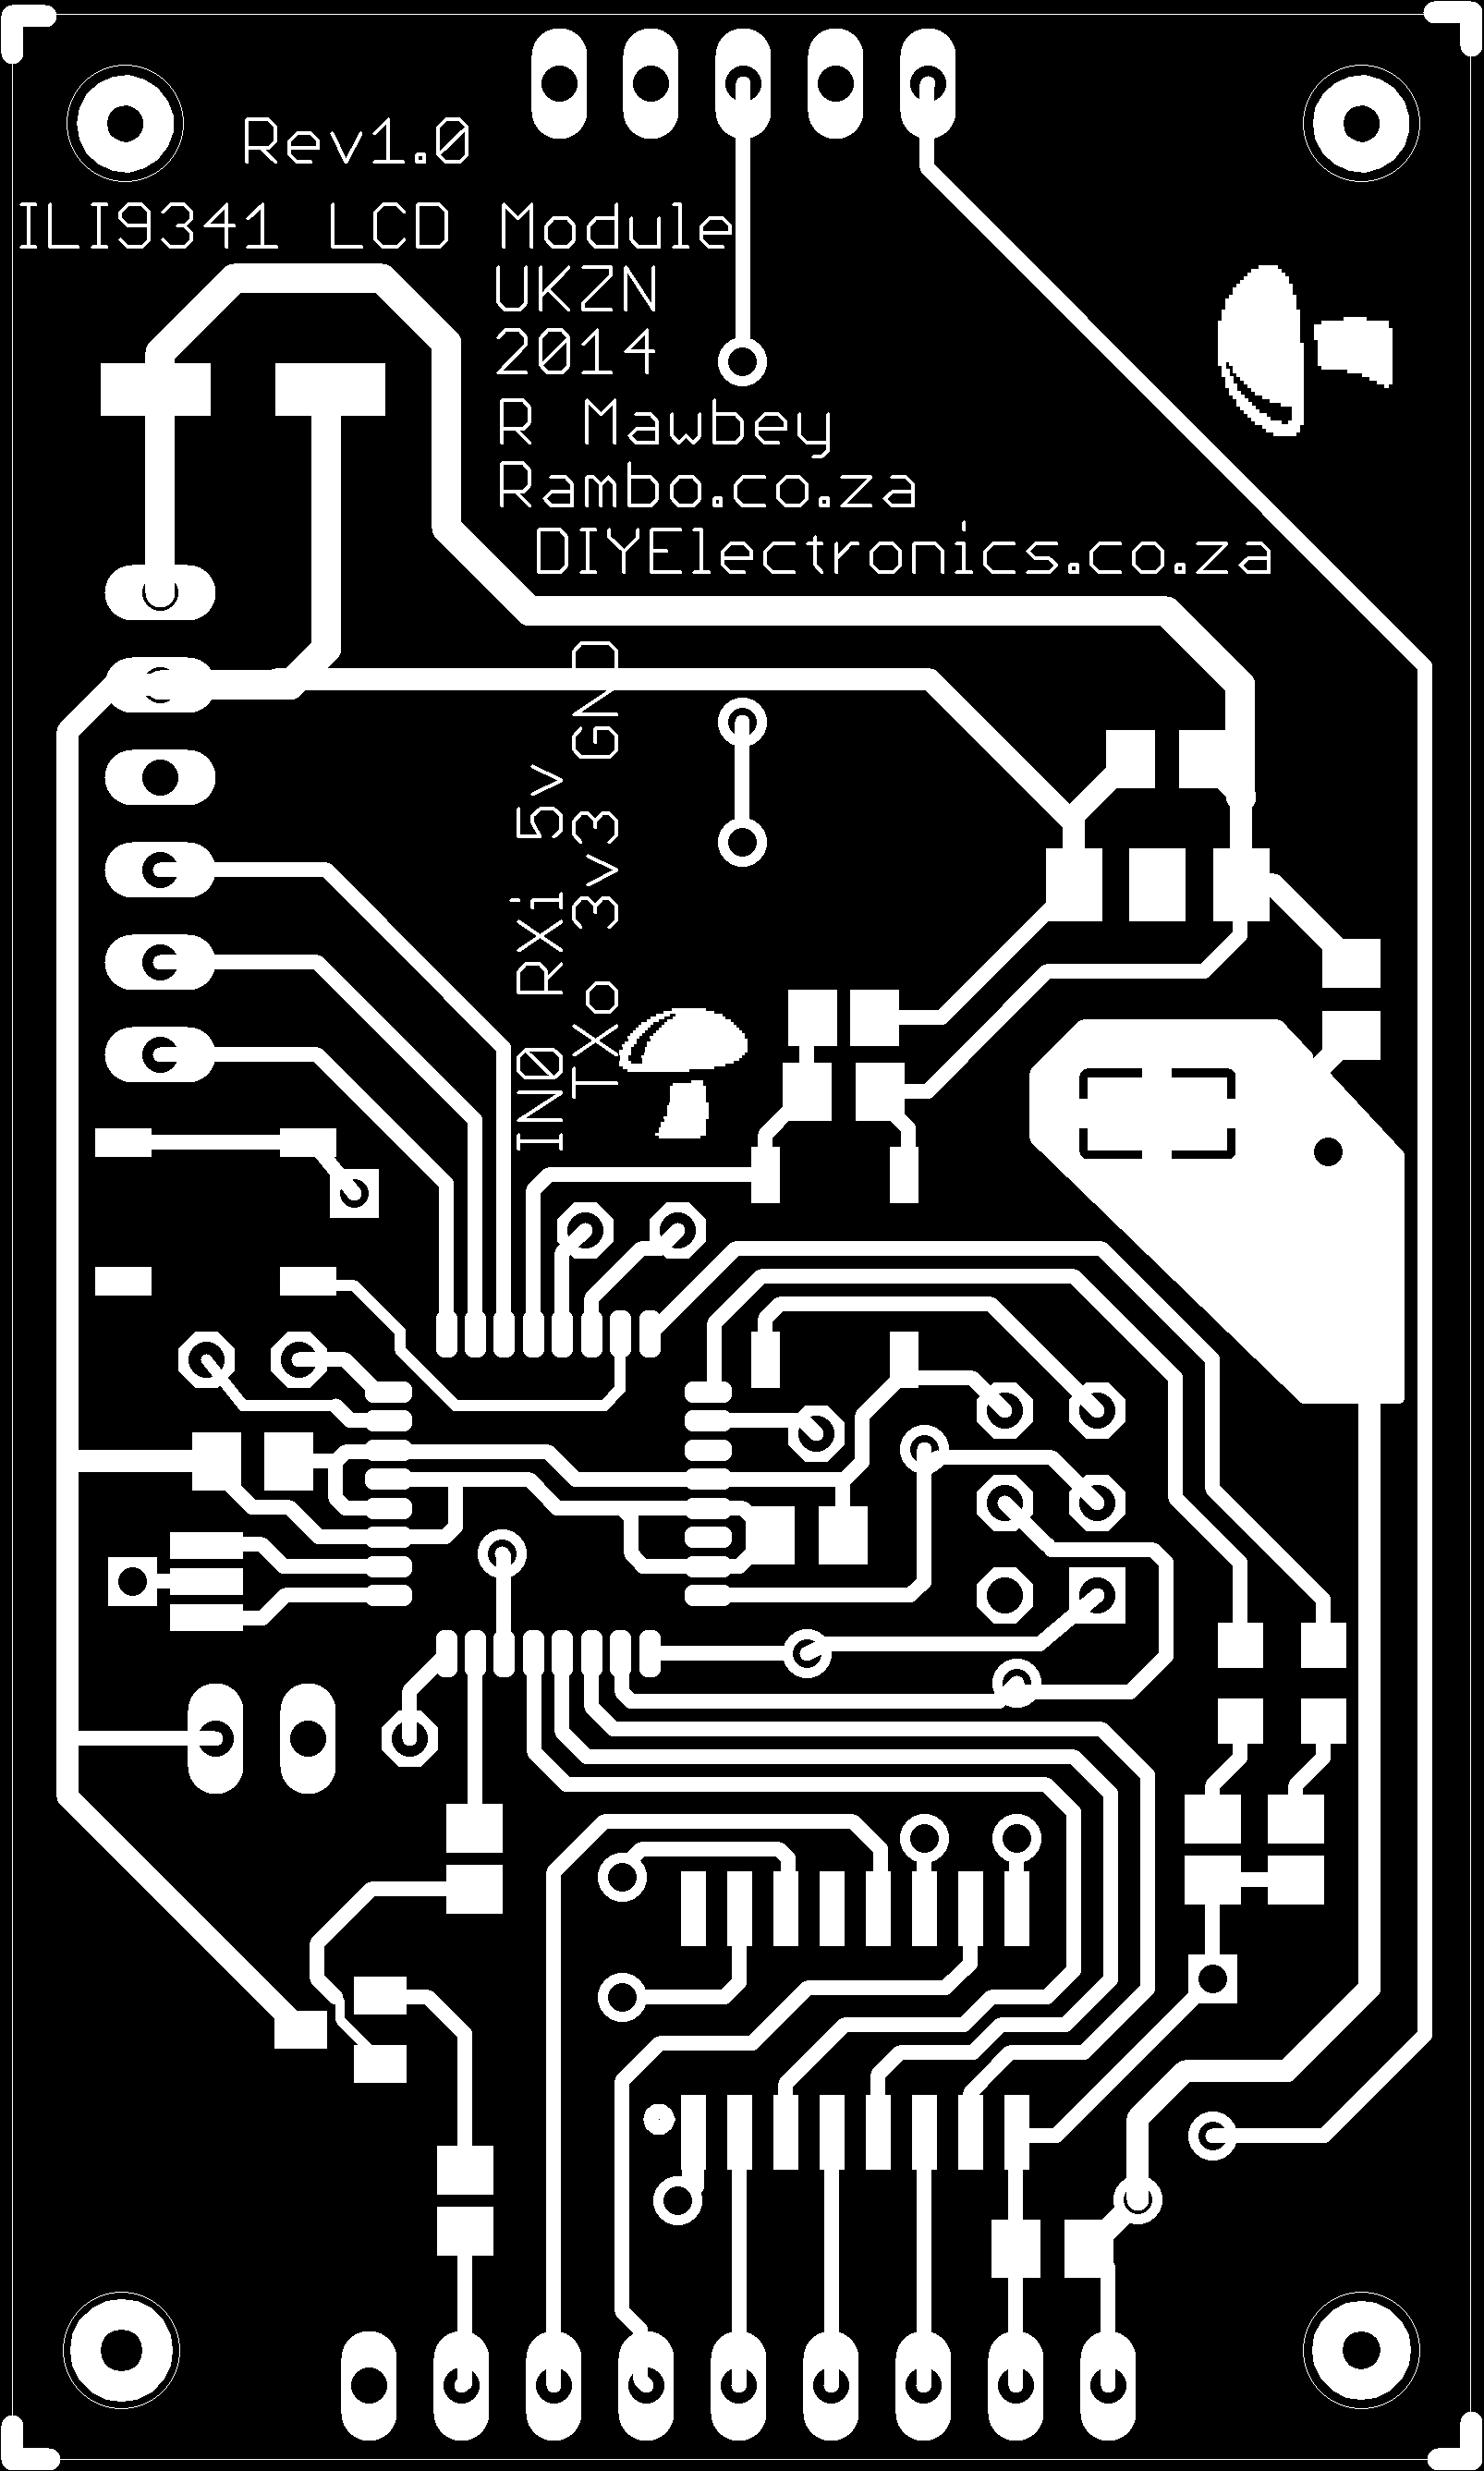 Rev1.0
ILI9341 LCD Module
UKZN
2014
R Mawbey
Rambo.co.za
DIYElectronics.co.za
IN0 RXi 5v
TXo 3v3 GND